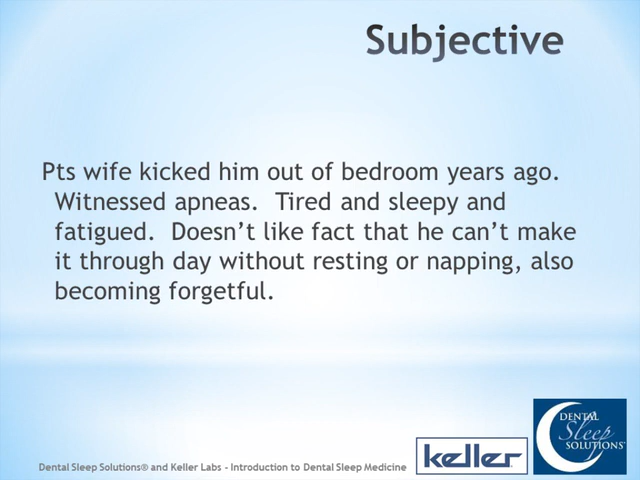 Subjective
Pts wife kicked him out of bedroom years ago.
Witnessed apneas.  Tired and sleepy and
fatigued.  Doesn’t like fact that he can’t make
it through day without resting or napping, also
becoming forgetful.
Dental Sleep Solutions® and Keller Labs - Introduction to Dental Sleep Medicine
keller
DENTAL
Sleep
SOLUTIONS